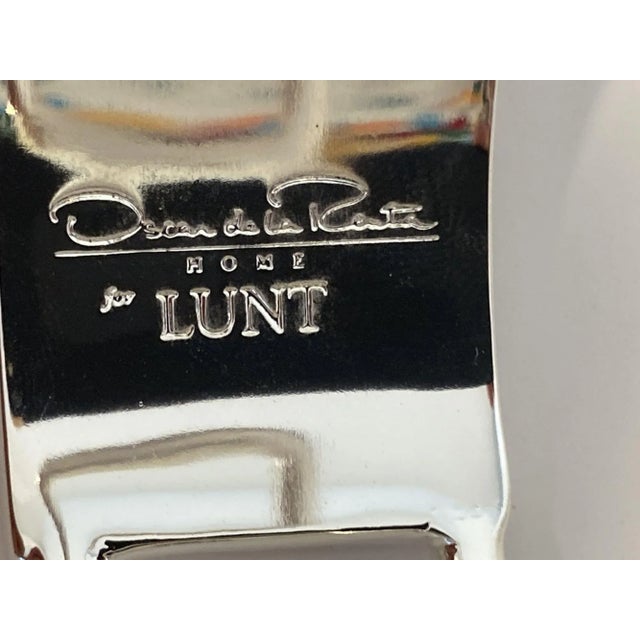 Oscar de la Renta
HOME
for LUNT